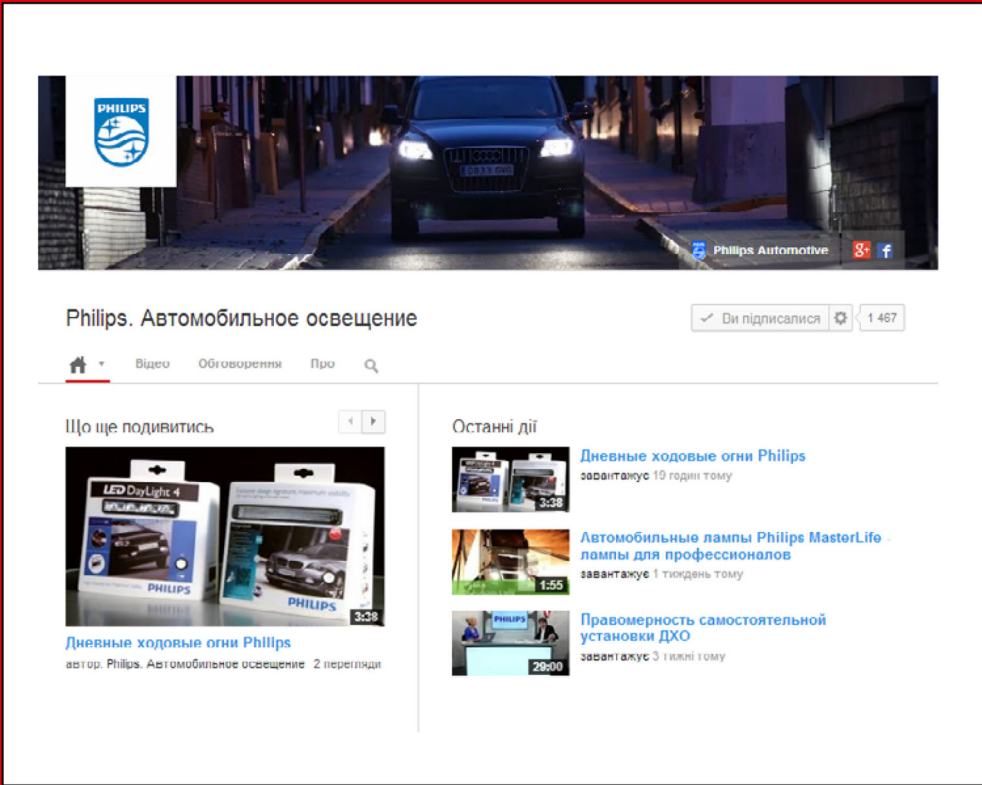 PHILIPS
Philips Automotive
Philips. Автомобильное освещение
Ви підписалися
1 467
Відео Обговорення Про
Що ще подивитись
LED DayLight 4
PHILIPS
PHILIPS
3:38
Дневные ходовые огни Philips
автор: Philips. Автомобильное освещение 2 перегляди
Останні дії
3:38
Дневные ходовые огни Philips
завантажує 19 годин тому
1:55
Автомобильные лампы Philips MasterLife -
лампы для профессионалов
завантажує 1 тиждень тому
PHILIPS
29:00
Правомерность самостоятельной
установки ДХО
завантажує 3 тижні тому